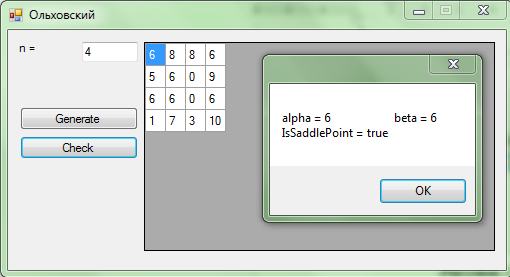 Ольховский
n =
4
Generate
Check
6 8 8 6
5 6 0 9
6 6 0 6
1 7 3 10
alpha = 6 beta = 6
IsSaddlePoint = true
OK